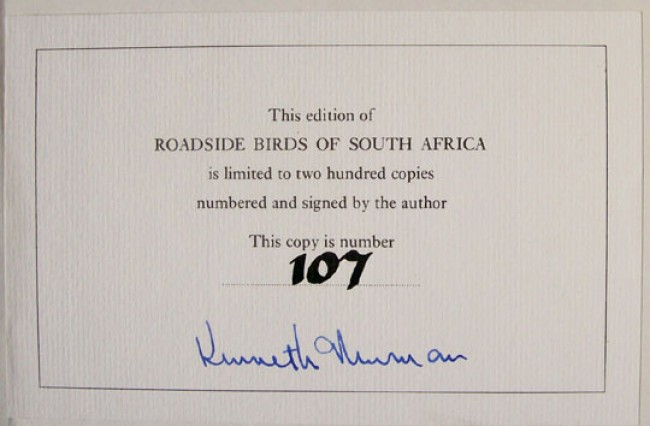 This edition of
ROADSIDE BIRDS OF SOUTH AFRICA
is limited to two hundred copies
numbered and signed by the author
This copy is number
107
Kenneth Newman